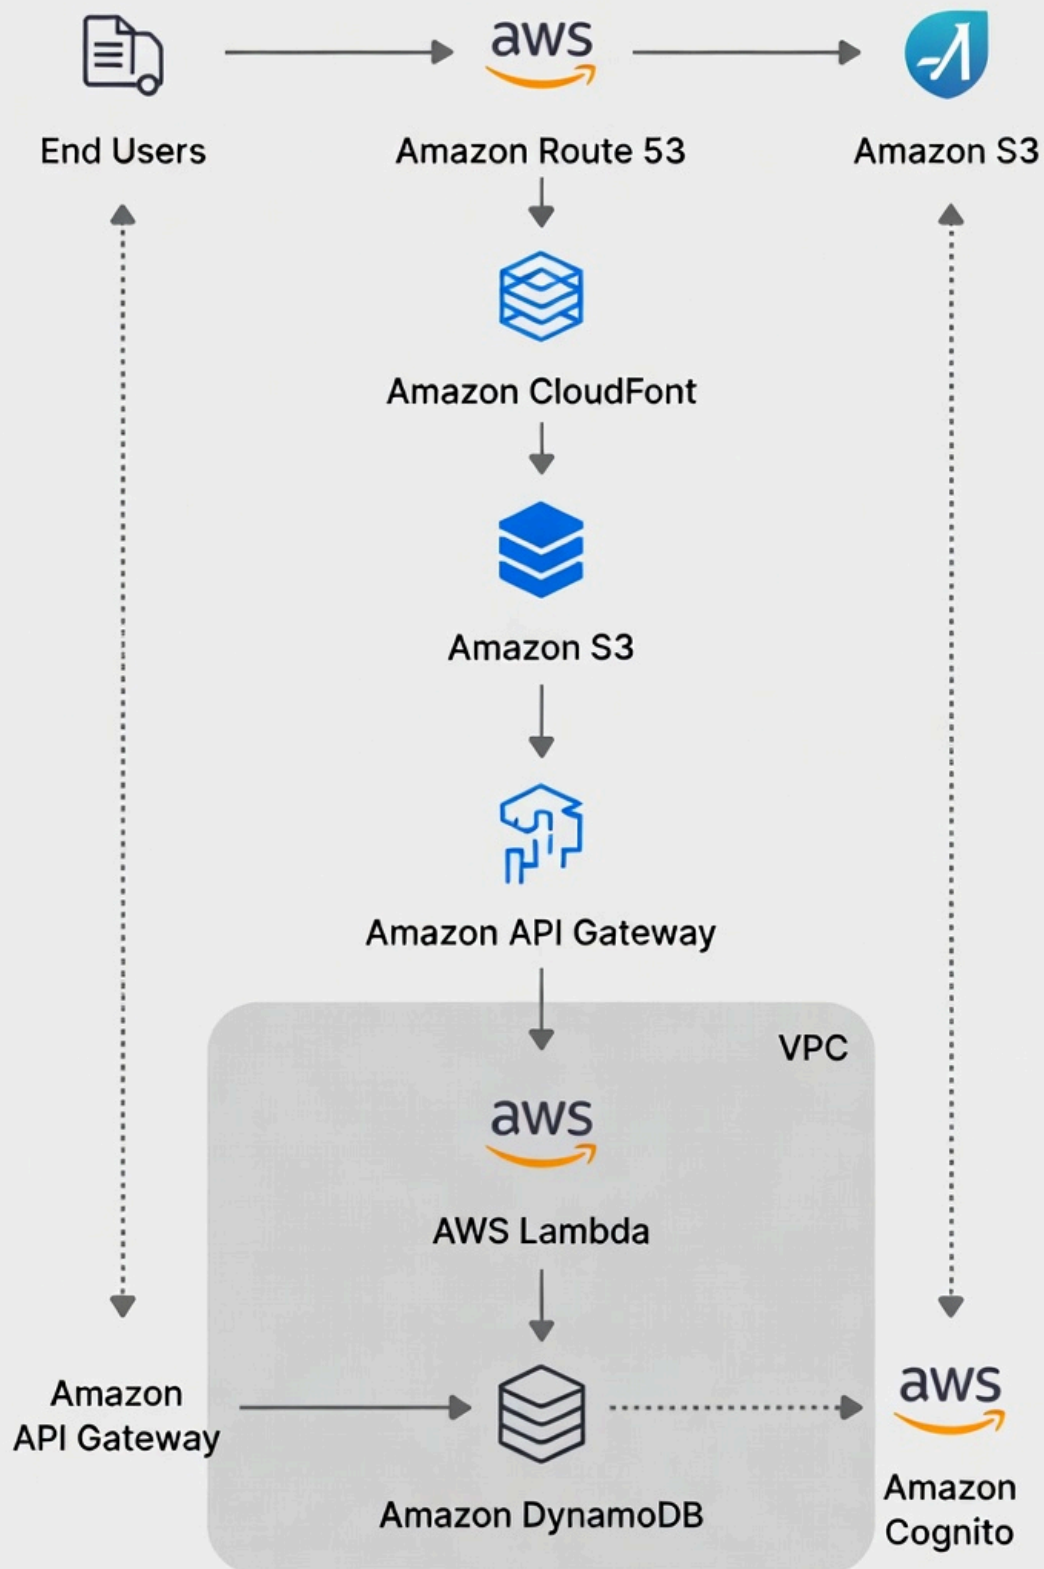 aws
End Users
Amazon Route 53
Amazon S3
Amazon CloudFont
Amazon S3
Amazon API Gateway
VPC
aws
AWS Lambda
Amazon
API Gateway
aws
Amazon DynamoDB
Amazon
Cognito